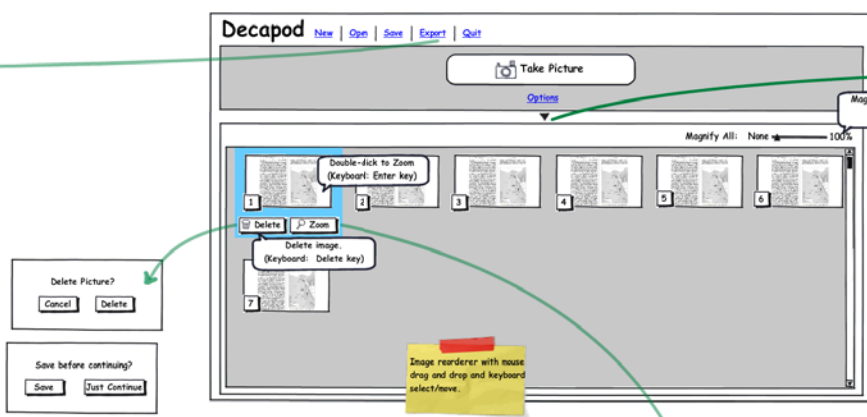 Decapod New Open Save Export Quit
Take Picture
Options
Magnify All: None 100%
Double-click to Zoom
(Keyboard: Enter key)
1
2
3
4
5
6
Delete Zoom
Delete image.
(Keyboard: Delete key)
7
Delete Picture?
Cancel Delete
Save before continuing?
Save Just Continue
Image reorderer with mouse
drag and drop and keyboard
select/move.